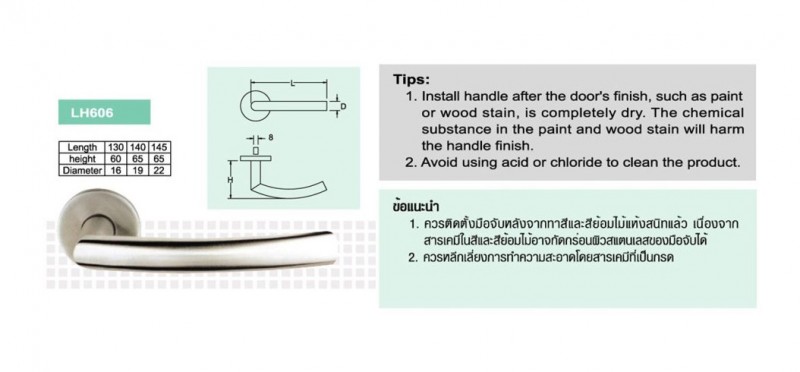 LH606
Length 130 140 145
height 60 65 65
Diameter 16 19 22
L
D
8
H
Tips:
1. Install handle after the door's finish, such as paint
or wood stain, is completely dry. The chemical
substance in the paint and wood stain will harm
the handle finish.
2. Avoid using acid or chloride to clean the product.
ข้อแนะนำ
1. ควรติดตั้งมือจับหลังจากทาสีและสีย้อมไม้แห้งสนิทแล้ว เนื่องจาก
สารเคมีในสีและสีย้อมไม้อาจกัดกร่อนผิวสแตนเลสของมือจับได้
2. ควรหลีกเลี่ยงการทำความสะอาดโดยสารเคมีที่เป็นกรด